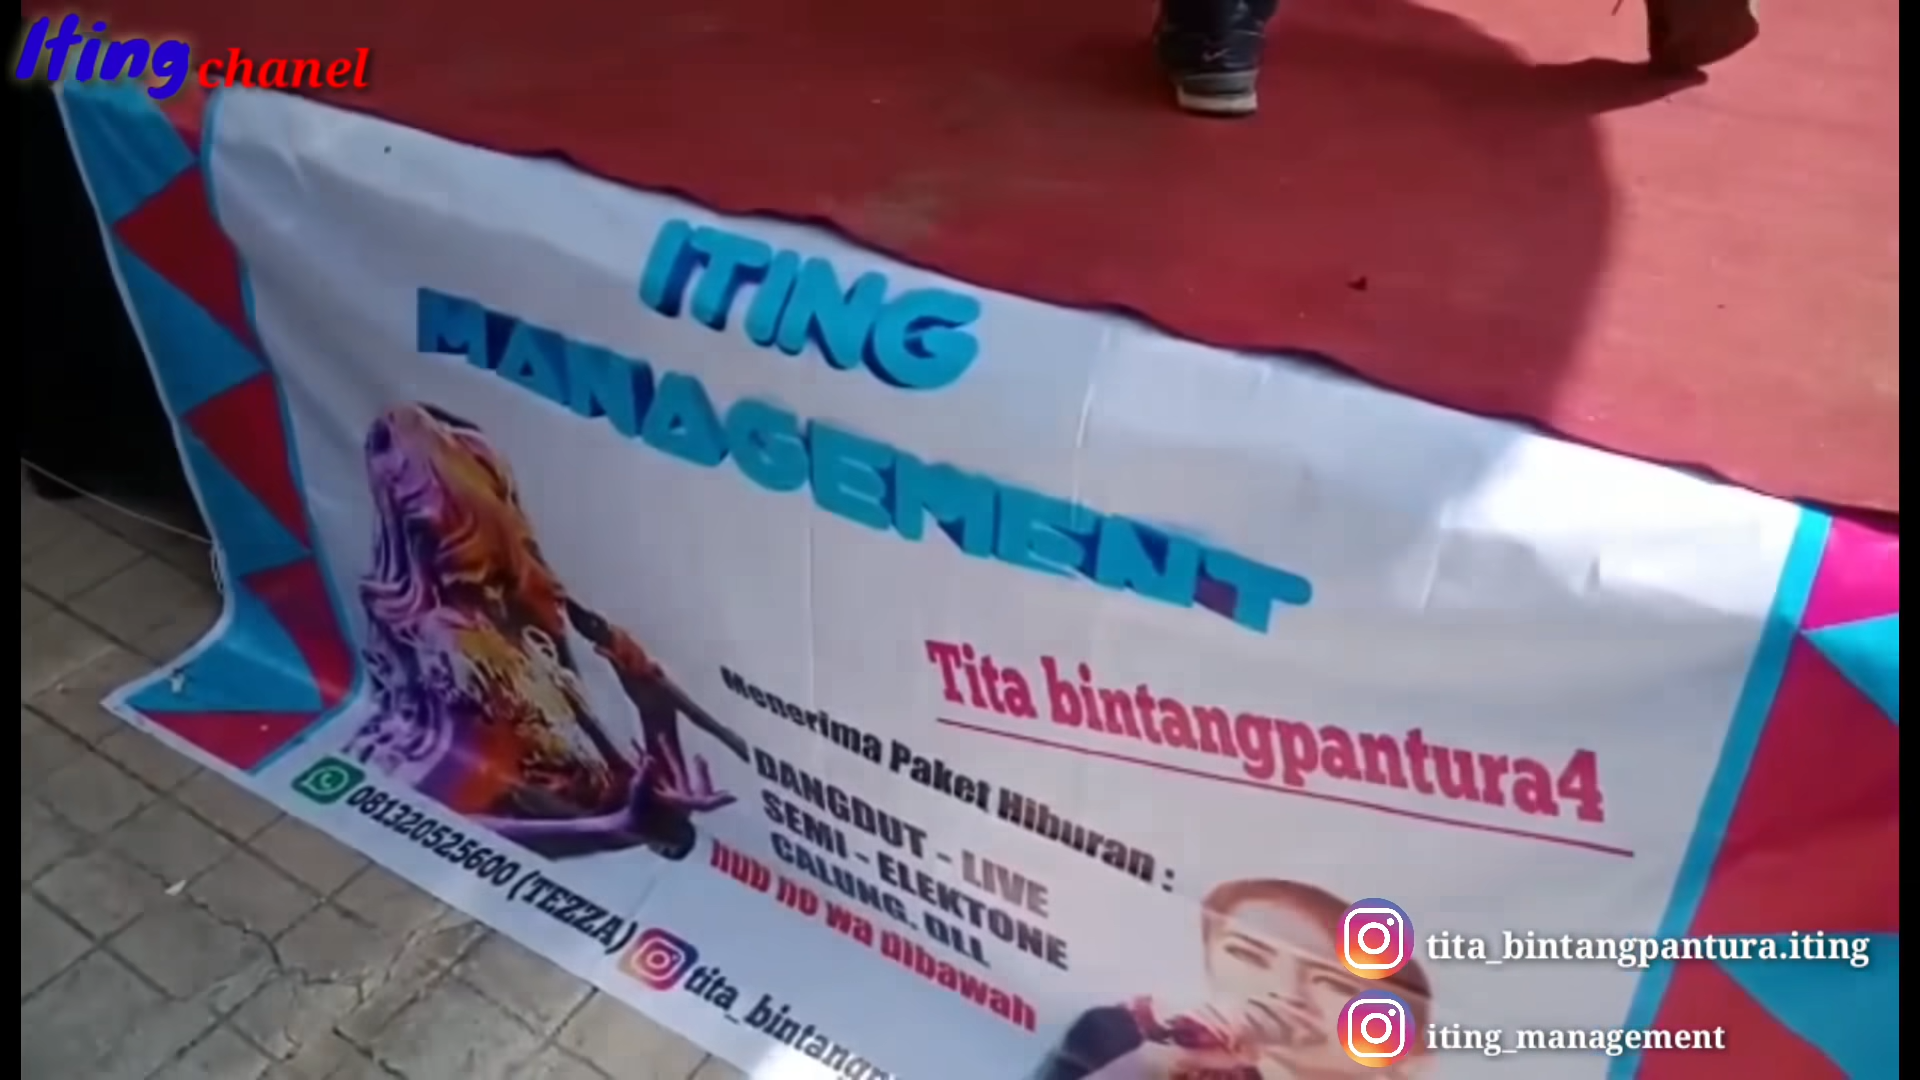 Iting chanel
ITING
MANAGEMENT
Tita bintangpantura4
Menerima Paket Hiburan :
DANGDUT - LIVE
SEMI - ELEKTONE
CALUNG. DLL
hub no wa dibawah
081320525600 (TEZZA)
tita_bintangp
tita_bintangpantura.iting
iting_management